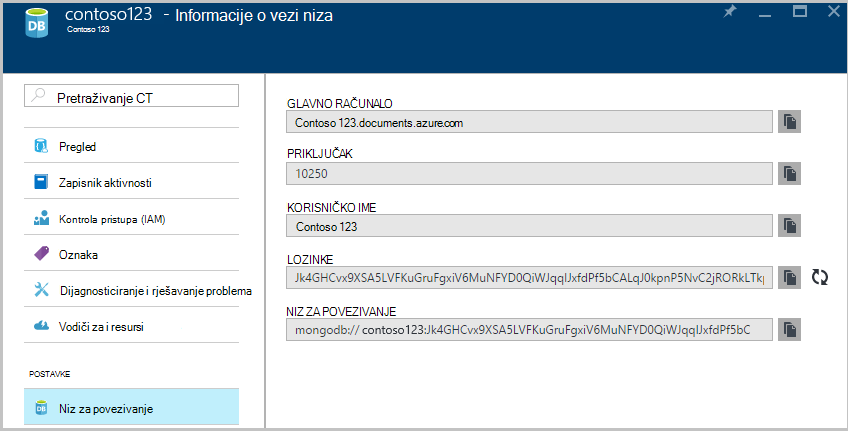 contoso123 - Informacije o vezi niza
Contoso 123
DB
Pretraživanje CT
Pregled
Zapisnik aktivnosti
Kontrola pristupa (IAM)
Oznaka
Dijagnosticiranje i rješavanje problema
Vodiči za i resursi
POSTAVKE
Niz za povezivanje
GLAVNO RAČUNALO
Contoso 123.documents.azure.com
PRIKLJUČAK
10250
KORISNIČKO IME
Contoso 123
LOZINKE
Jk4GHCvx9XSA5LVFKuGruFgxiV6MuNFYD0QiWJqqIJxfdPf5bCALqJ0kpnP5NvC2jRORkLTkp
NIZ ZA POVEZIVANJE
mongodb:// contoso123:Jk4GHCvx9XSA5LVFKuGruFgxiV6MuNFYD0QiWJqqIJxfdPf5bC